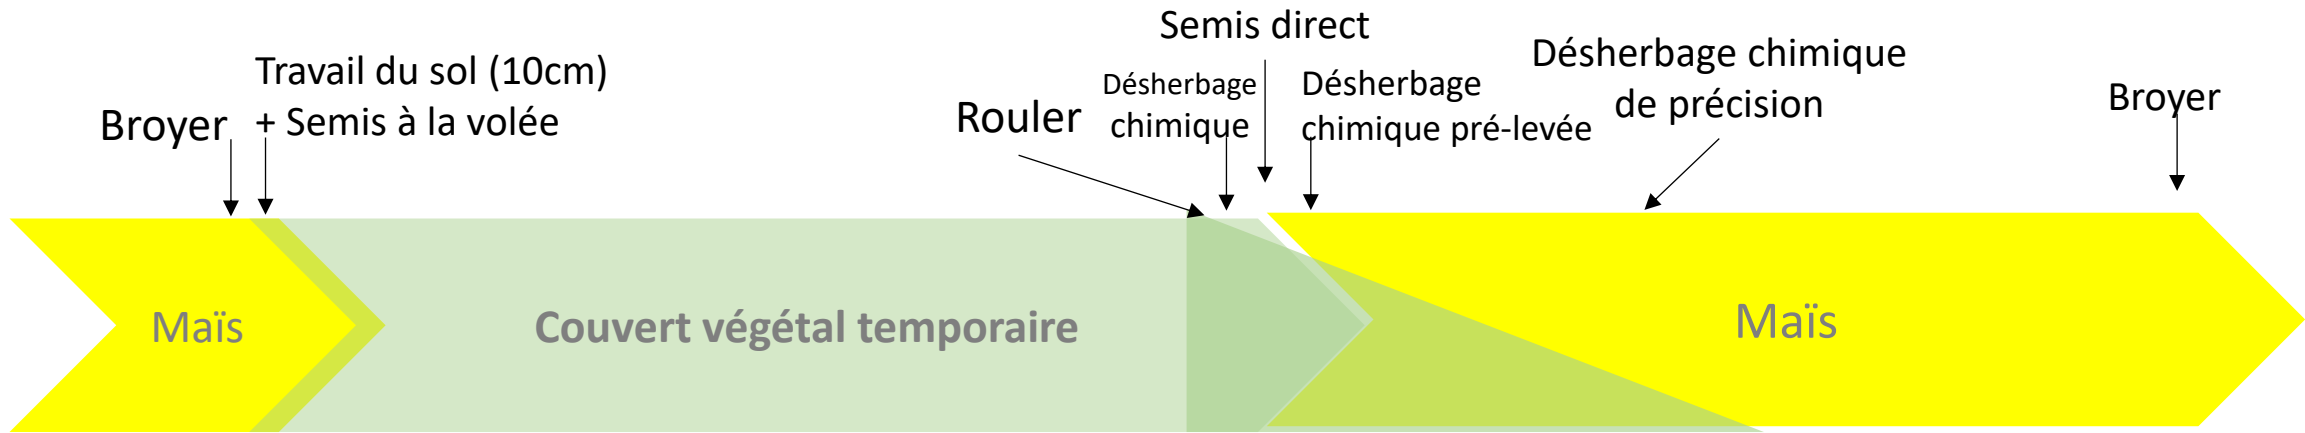 Broyer
Travail du sol (10cm)
+ Semis à la volée
Rouler
Désherbage
chimique
Semis direct
Désherbage
chimique pré-levée
Désherbage chimique
de précision
Broyer
Maïs
Couvert végétal temporaire
Maïs